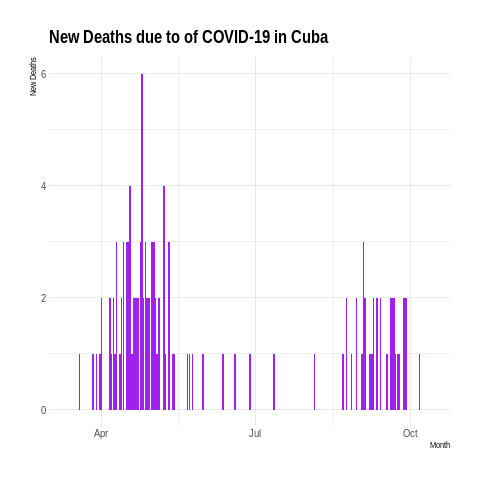 New Deaths due to of COVID-19 in Cuba
New Deaths
6
4
2
0
Apr
Jul
Oct
Month